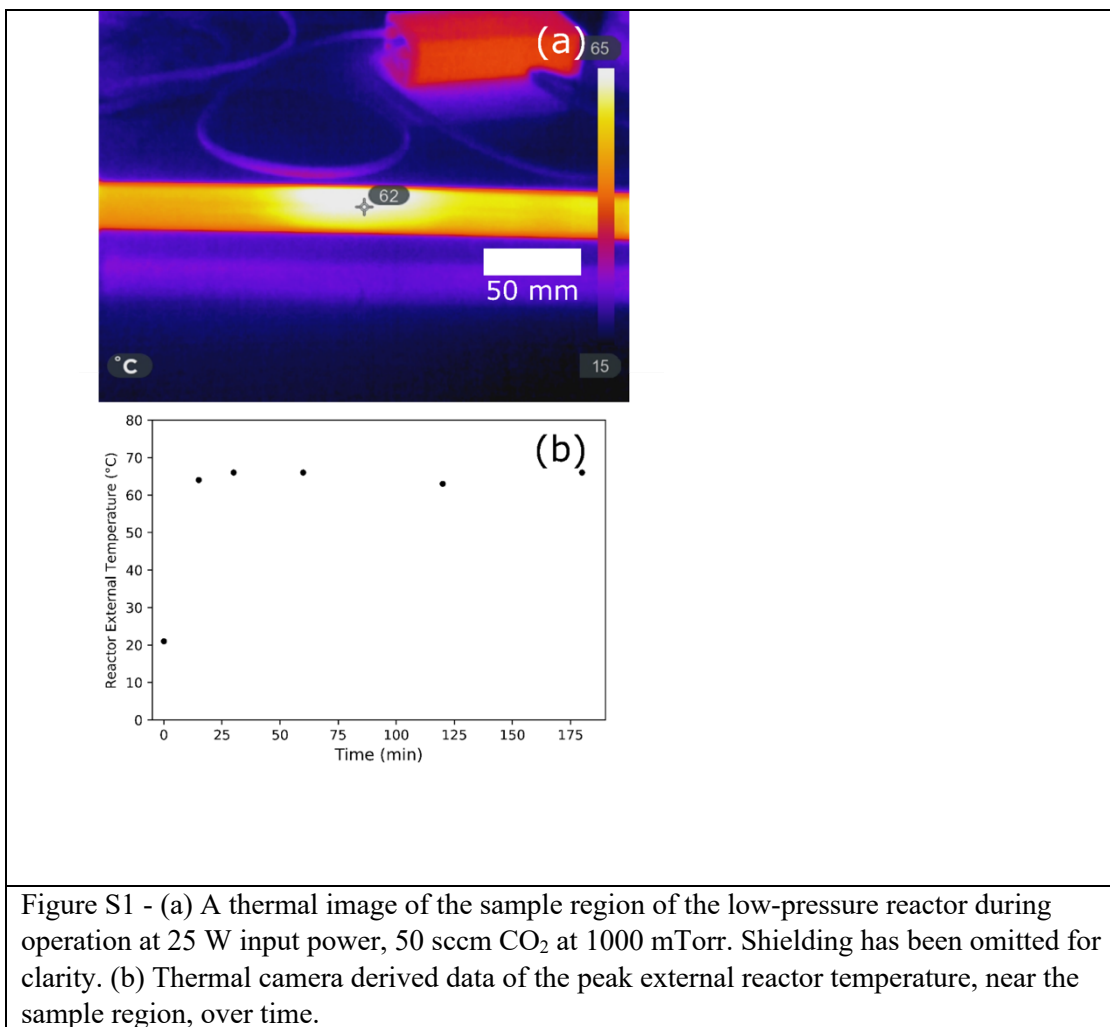 (a)
65
62
50 mm
°C
15
(b)
80
70
60
50
40
30
20
10
0
Reactor External Temperature (°C)
0 25 50 75 100 125 150 175
Time (min)
Figure S1 - (a) A thermal image of the sample region of the low-pressure reactor during
operation at 25 W input power, 50 sccm CO₂ at 1000 mTorr. Shielding has been omitted for
clarity. (b) Thermal camera derived data of the peak external reactor temperature, near the
sample region, over time.